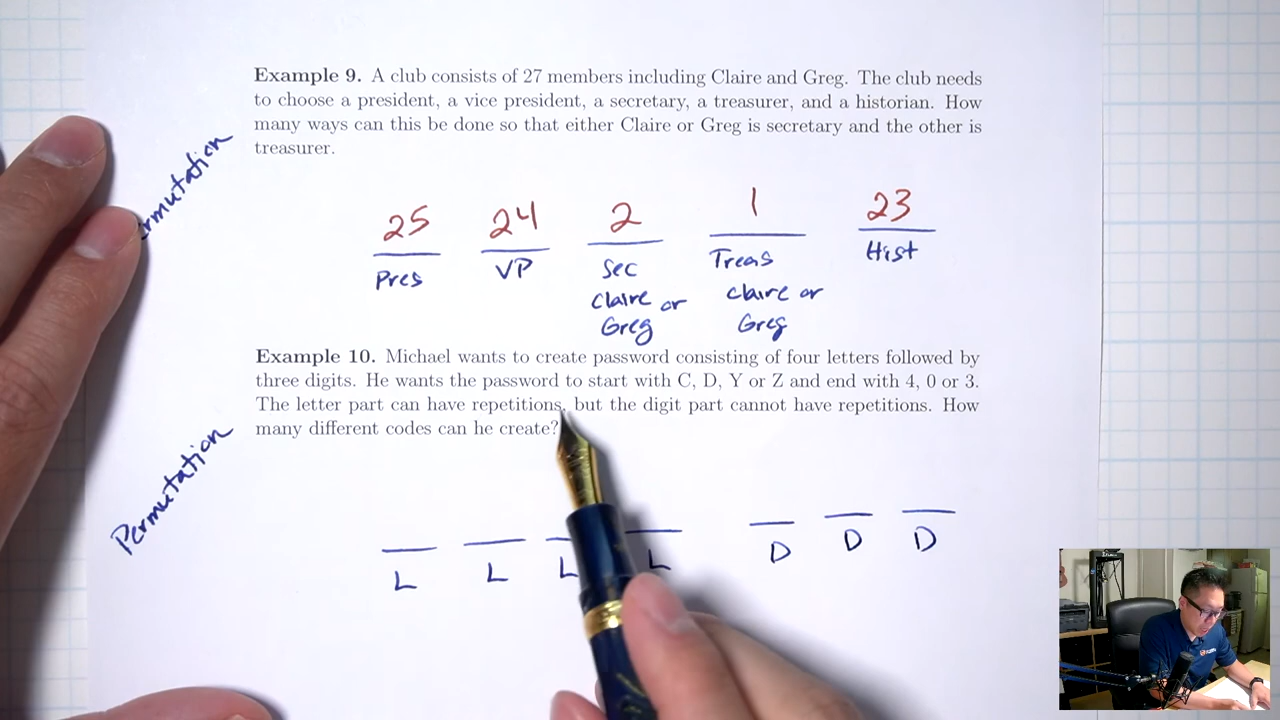 Example 9. A club consists of 27 members including Claire and Greg. The club needs
to choose a president, a vice president, a secretary, a treasurer, and a historian. How
many ways can this be done so that either Claire or Greg is secretary and the other is
treasurer.
25 24 2 1 23
Pres VP Sec Treas Hist
Claire or Claire or
Greg Greg
Example 10. Michael wants to create password consisting of four letters followed by
three digits. He wants the password to start with C, D, Y or Z and end with 4, 0 or 3.
The letter part can have repetitions, but the digit part cannot have repetitions. How
many different codes can he create?
Permutation
L L L L D D D